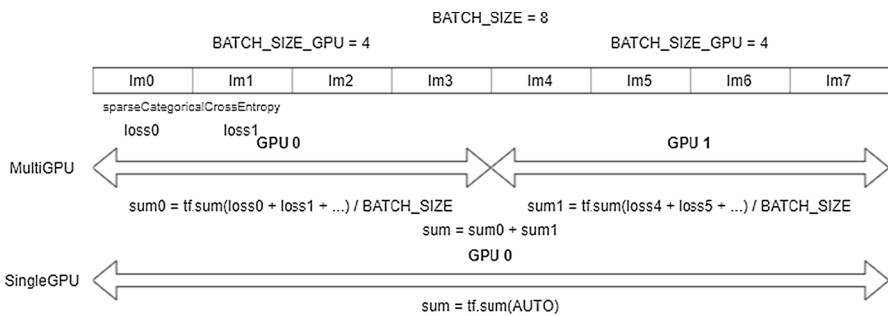 BATCH_SIZE = 8
BATCH_SIZE_GPU = 4 BATCH_SIZE_GPU = 4
Im0 Im1 Im2 Im3 Im4 Im5 Im6 Im7
sparseCategoricalCrossEntropy
loss0 loss1
GPU 0 GPU 1
MultiGPU
sum0 = tf.sum(loss0 + loss1 + ...) / BATCH_SIZE sum1 = tf.sum(loss4 + loss5 + ...) / BATCH_SIZE
sum = sum0 + sum1
GPU 0
SingleGPU
sum = tf.sum(AUTO)